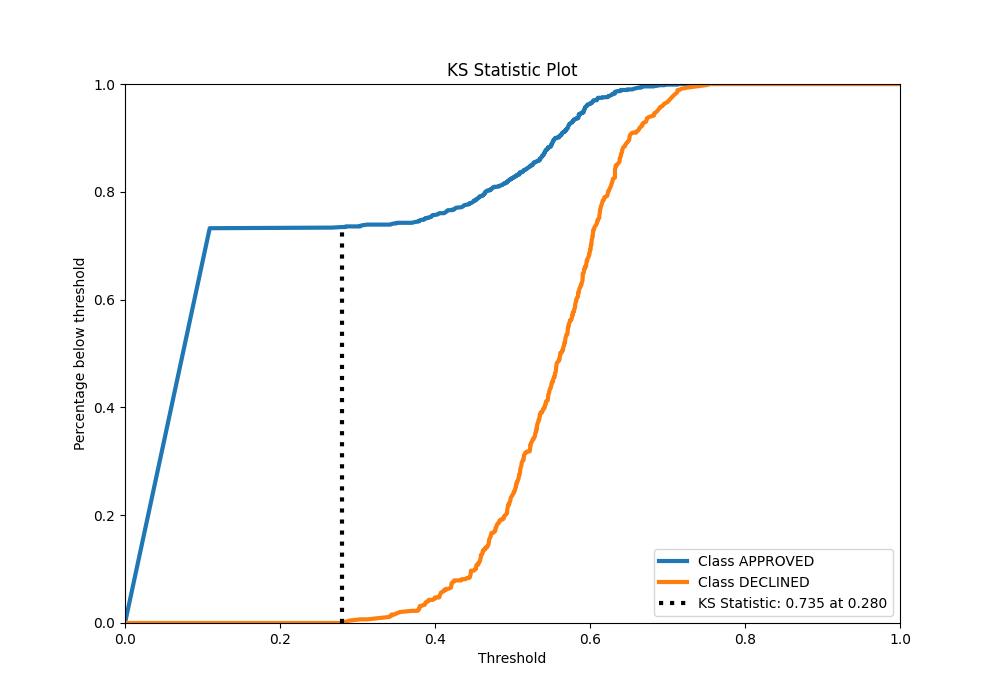 KS Statistic Plot
1.0
0.8
0.6
0.4
0.2
0.0
Percentage below threshold
0.0 0.2 0.4 0.6 0.8 1.0
Threshold
Class APPROVED
Class DECLINED
KS Statistic: 0.735 at 0.280